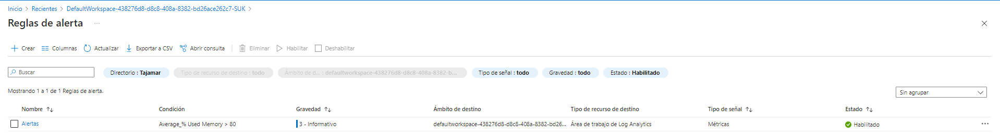 Inicio > Recientes > DefaultWorkspace-438276d8-d8c8-408a-8382-bd26ace262c7-SUK >
Reglas de alerta ...
Crear Columnas Actualizar Exportar a CSV Abrir consulta Eliminar Habilitar Deshabilitar
Buscar Directorio : Tajamar Tipo de recurso de destino : todo Ámbito de d... : defaultworkspace-438276d8-d8c8-408a-8382-b... Tipo de señal : todo Gravedad : todo Estado : Habilitado
Mostrando 1 a 1 de 1 Reglas de alerta.
Sin agrupar
Nombre Condición Gravedad Ámbito de destino Tipo de recurso de destino Tipo de señal Estado
Alertas Average_% Used Memory > 80 3 - Informativo defaultworkspace-438276d8-d8c8-408a-8382-bd26... Área de trabajo de Log Analytics Métricas Habilitado ...